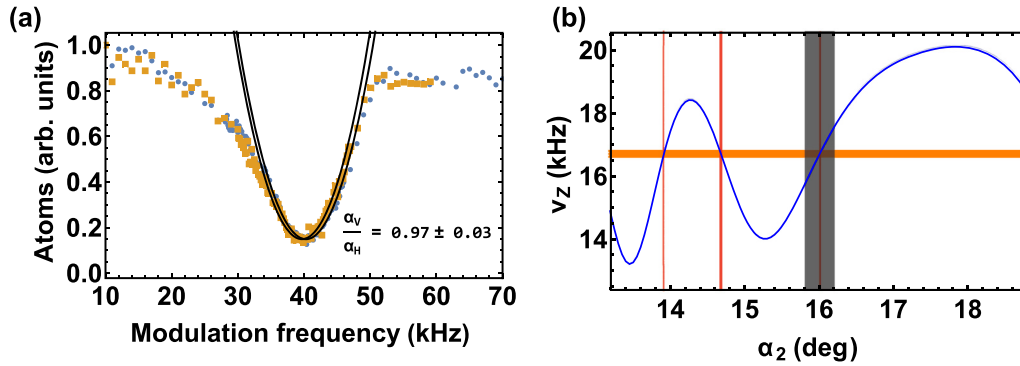 (a)
Atoms (arb. units)
1.0
0.8
0.6
0.4
0.2
0.0
αV
αH
= 0.97 ± 0.03
10 20 30 40 50 60 70
Modulation frequency (kHz)
(b)
νZ (kHz)
20
18
16
14
14 15 16 17 18
α2 (deg)